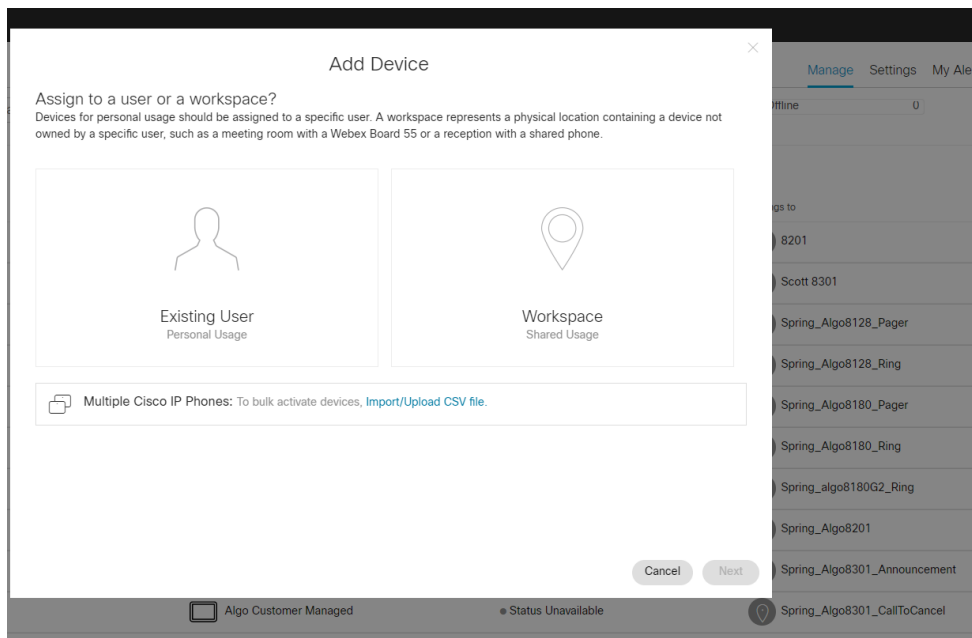 Add Device
Manage Settings My Ale
Assign to a user or a workspace?
Devices for personal usage should be assigned to a specific user. A workspace represents a physical location containing a device not
owned by a specific user, such as a meeting room with a Webex Board 55 or a reception with a shared phone.
Offline 0
Existing User
Personal Usage
Workspace
Shared Usage
Multiple Cisco IP Phones: To bulk activate devices, Import/Upload CSV file.
Cancel
Next
ngs to
8201
Scott 8301
Spring_Algo8128_Pager
Spring_Algo8128_Ring
Spring_Algo8180_Pager
Spring_Algo8180_Ring
Spring_algo8180G2_Ring
Spring_Algo8201
Spring_Algo8301_Announcement
Algo Customer Managed
Status Unavailable
Spring_Algo8301_CallToCancel